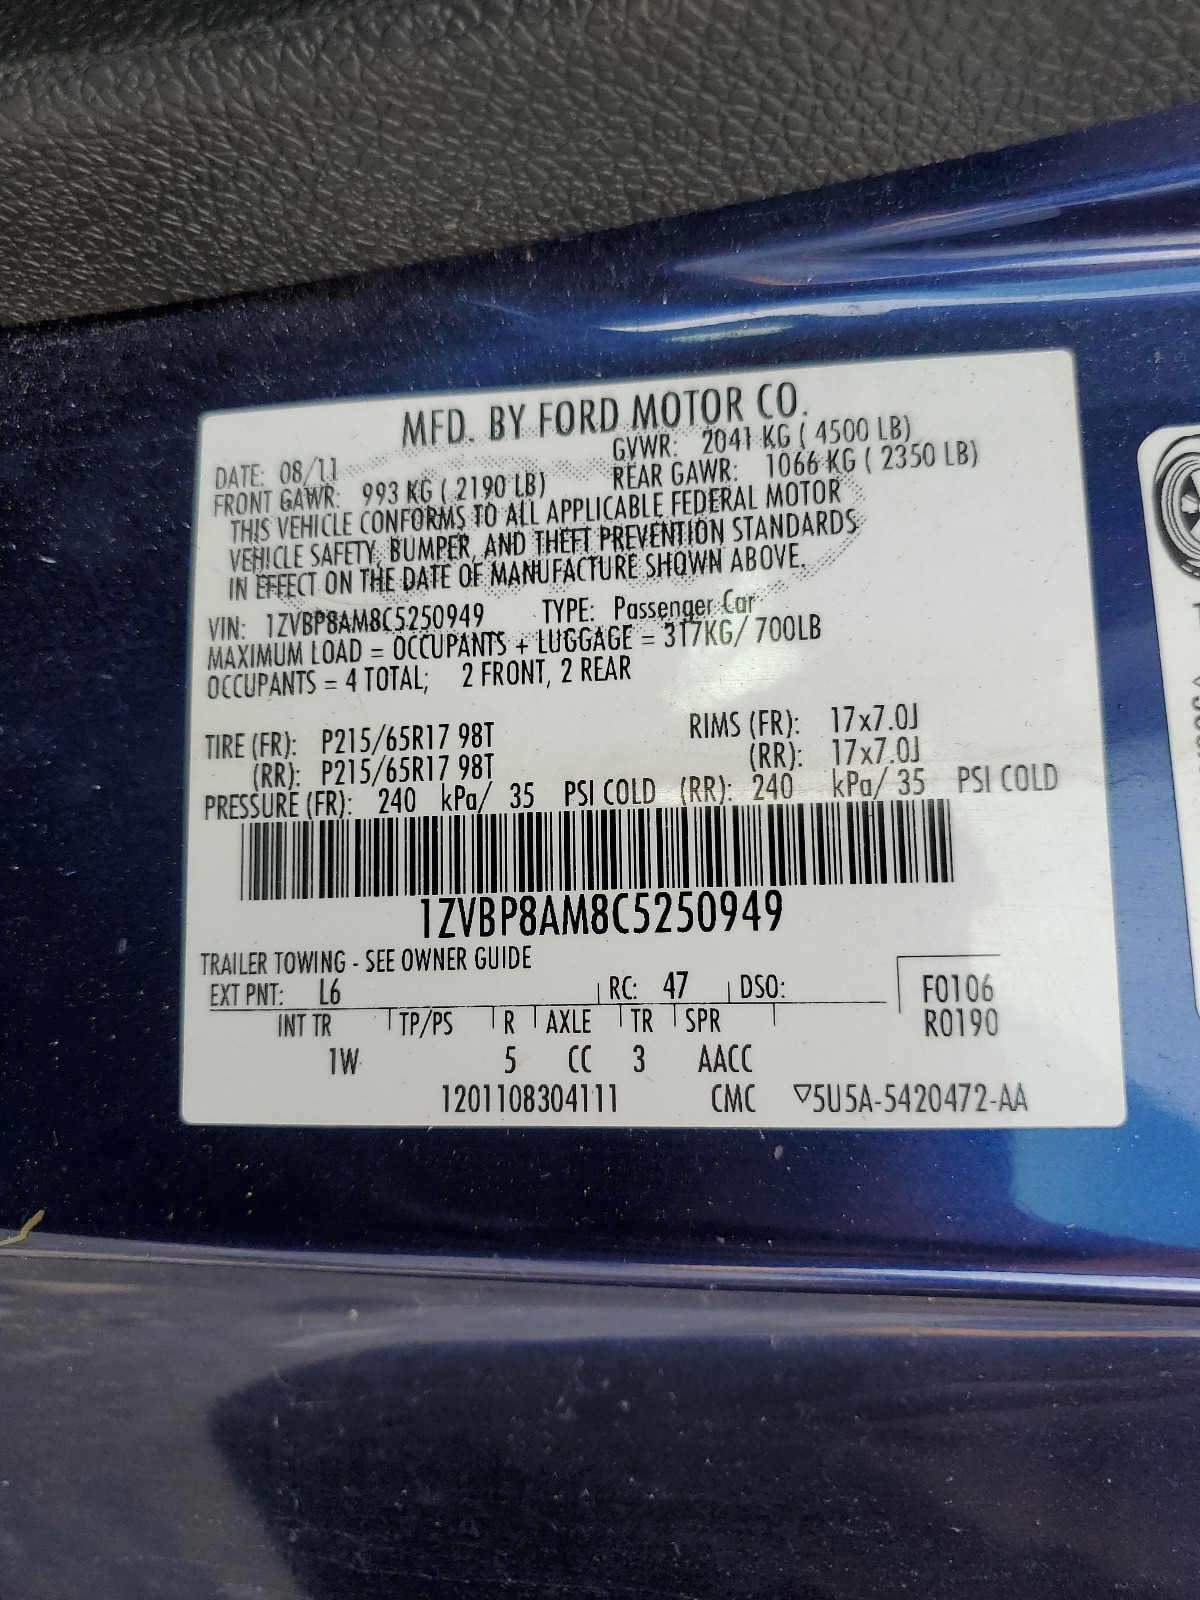 MFD. BY FORD MOTOR CO.
DATE: 08/11 GVWR: 2041 KG ( 4500 LB)
FRONT GAWR: 993 KG ( 2190 LB) REAR GAWR: 1066 KG ( 2350 LB)
THIS VEHICLE CONFORMS TO ALL APPLICABLE FEDERAL MOTOR
VEHICLE SAFETY, BUMPER, AND THEFT PREVENTION STANDARDS
IN EFFECT ON THE DATE OF MANUFACTURE SHOWN ABOVE.
VIN: 1ZVBP8AM8C5250949 TYPE: Passenger Car
MAXIMUM LOAD = OCCUPANTS + LUGGAGE = 317KG/ 700LB
OCCUPANTS = 4 TOTAL; 2 FRONT, 2 REAR
TIRE (FR): P215/65R17 98T RIMS (FR): 17x7.0J
(RR): P215/65R17 98T (RR): 17x7.0J
PRESSURE (FR): 240 kPa/ 35 PSI COLD (RR): 240 kPa/ 35 PSI COLD
1ZVBP8AM8C5250949
TRAILER TOWING - SEE OWNER GUIDE
EXT PNT: L6 RC: 47 DSO: F0106
INT TR TP/PS R AXLE TR SPR R0190
1W 5 CC 3 AACC
1201108304111 CMC ▽5U5A-5420472-AA